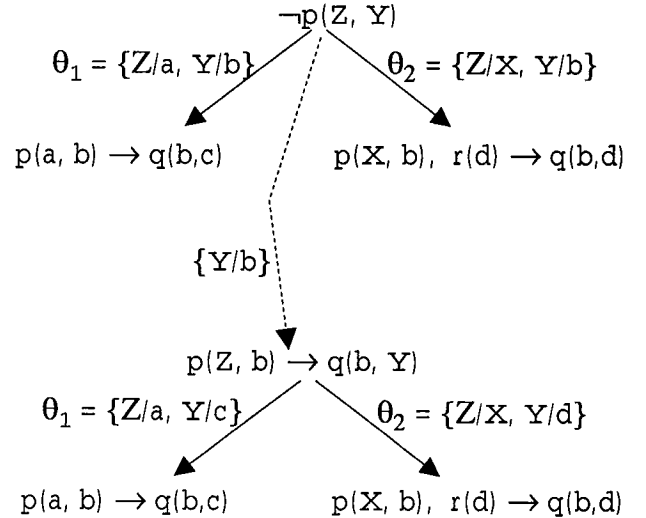 ¬p(Z, Y)
θ₁ = {Z/a, Y/b}
θ₂ = {Z/X, Y/b}
p(a, b) → q(b,c)
p(X, b), r(d) → q(b,d)
{Y/b}
p(Z, b) → q(b, Y)
θ₁ = {Z/a, Y/c}
θ₂ = {Z/X, Y/d}
p(a, b) → q(b,c)
p(X, b), r(d) → q(b,d)